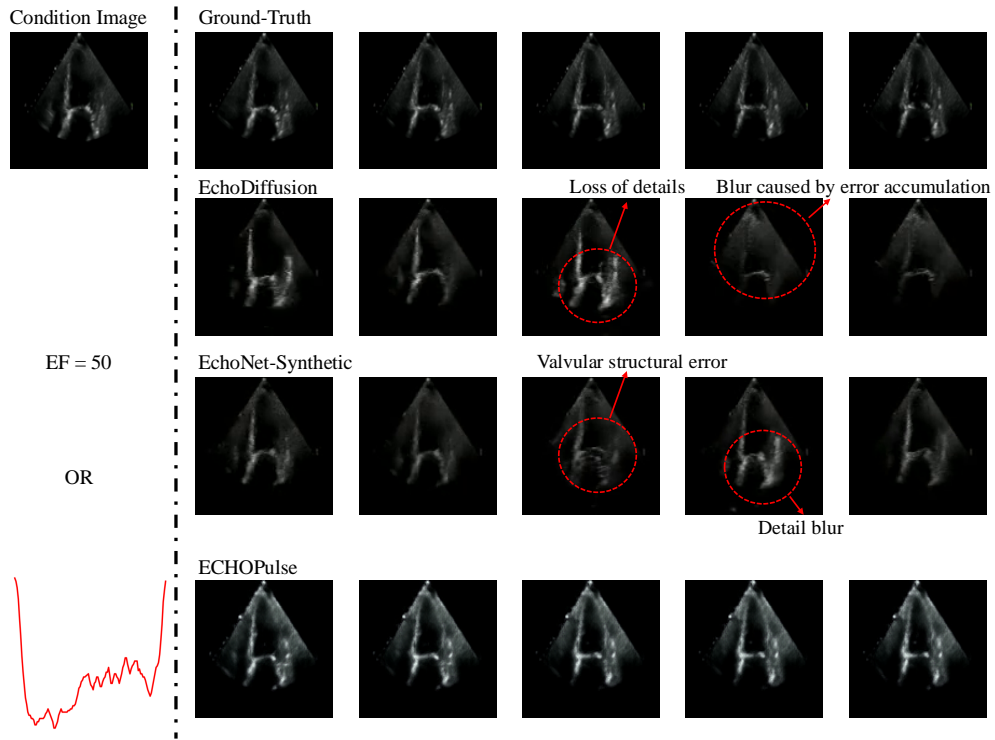 Condition Image
Ground-Truth
EchoDiffusion
Loss of details
Blur caused by error accumulation
EF = 50
EchoNet-Synthetic
Valvular structural error
OR
Detail blur
ECHOPulse